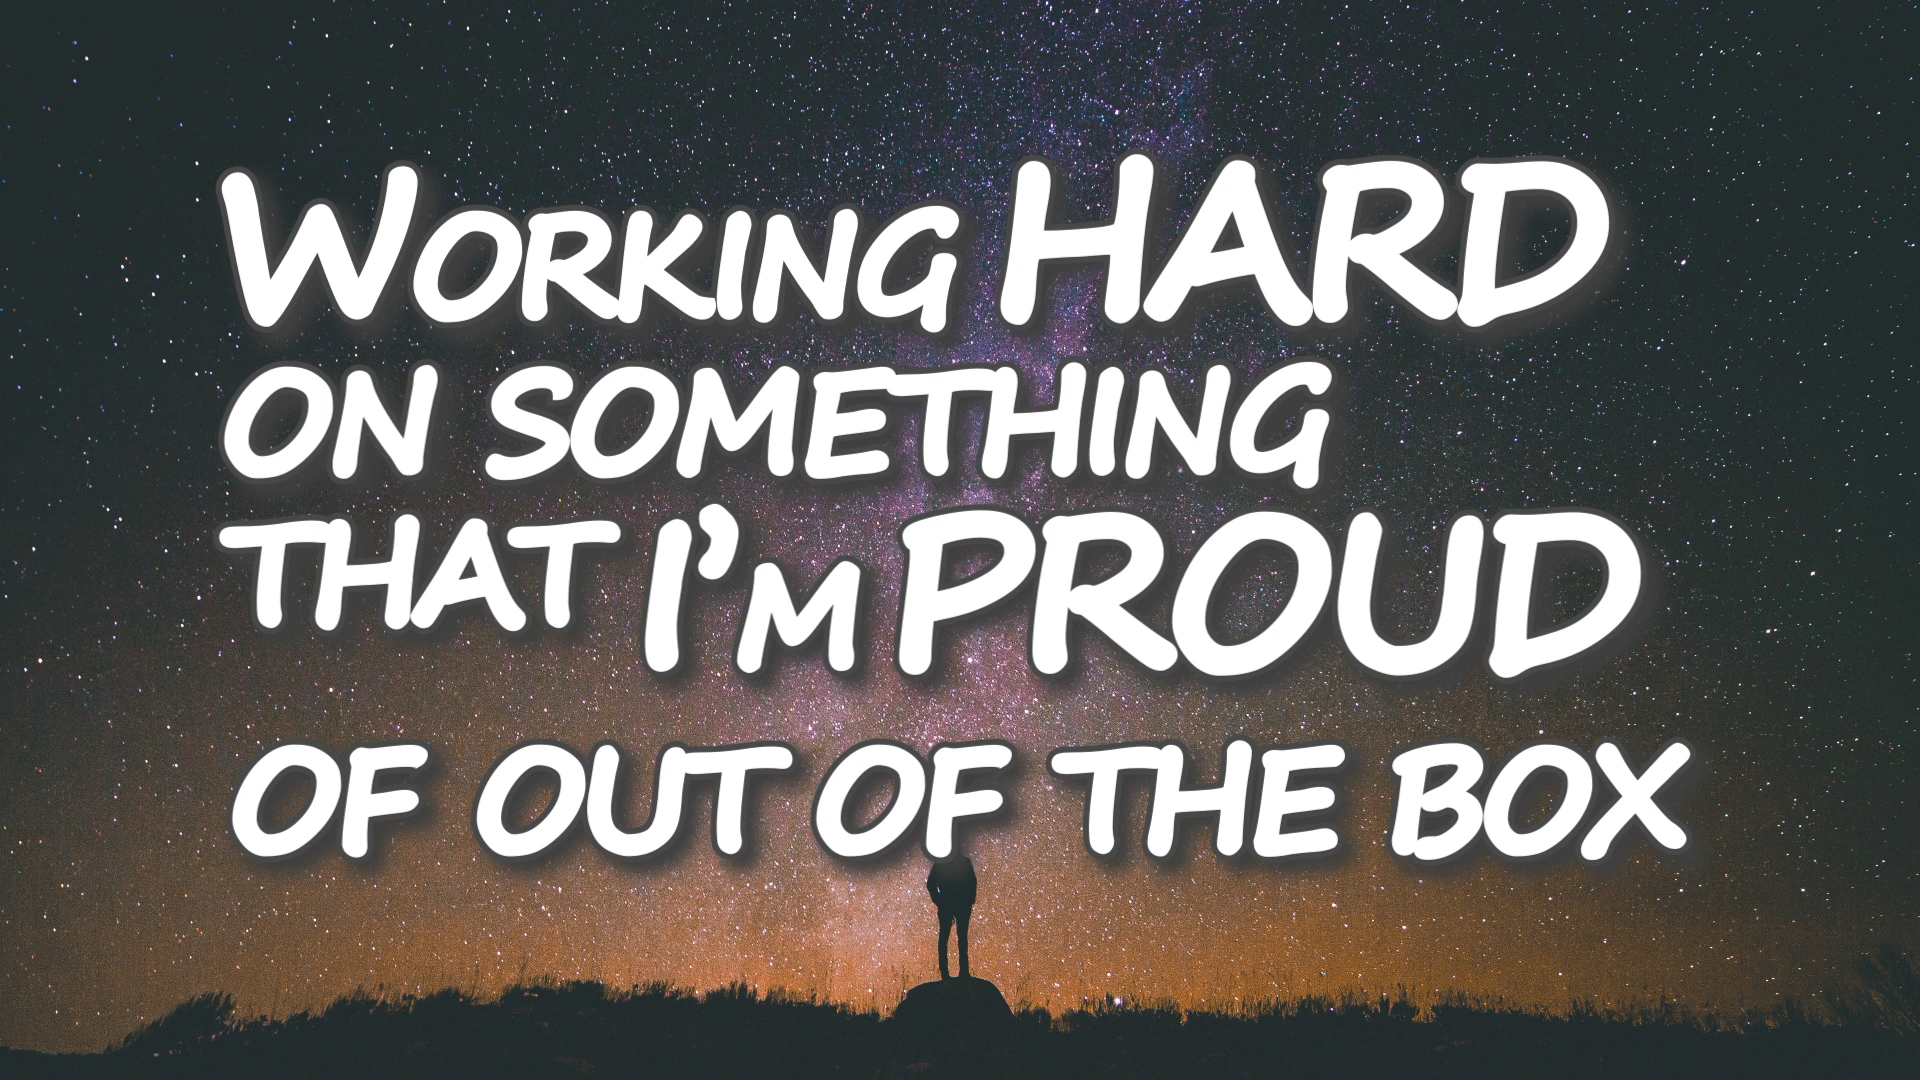 WORKING HARD
ON SOMETHING
THAT I'M PROUD
OF OUT OF THE BOX